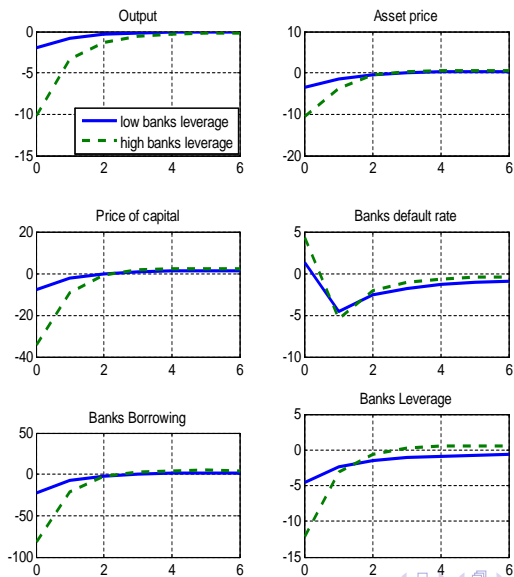 Output
0
-5
-10
-15
0 2 4 6
low banks leverage
high banks leverage
Asset price
10
0
-10
-20
0 2 4 6
Price of capital
20
0
-20
-40
0 2 4 6
Banks default rate
5
0
-5
-10
0 2 4 6
Banks Borrowing
50
0
-50
-100
0 2 4 6
Banks Leverage
5
0
-5
-10
-15
0 2 4 6